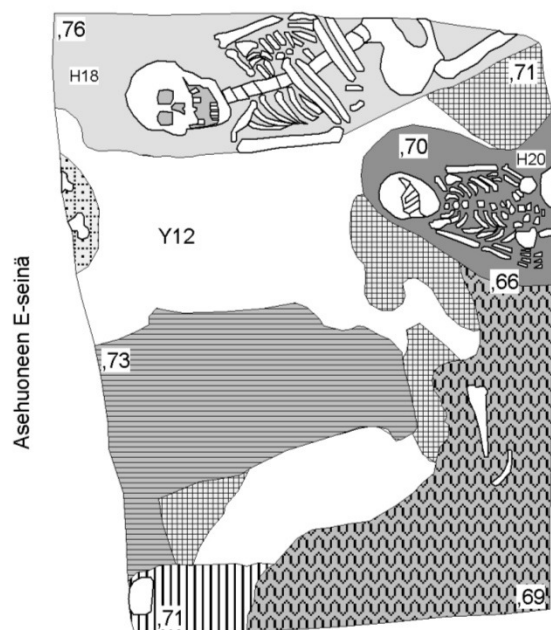 ,76
H18
,71
,70
H20
Y12
,66
Asehuoneen E-seinä
,73
,71
,69